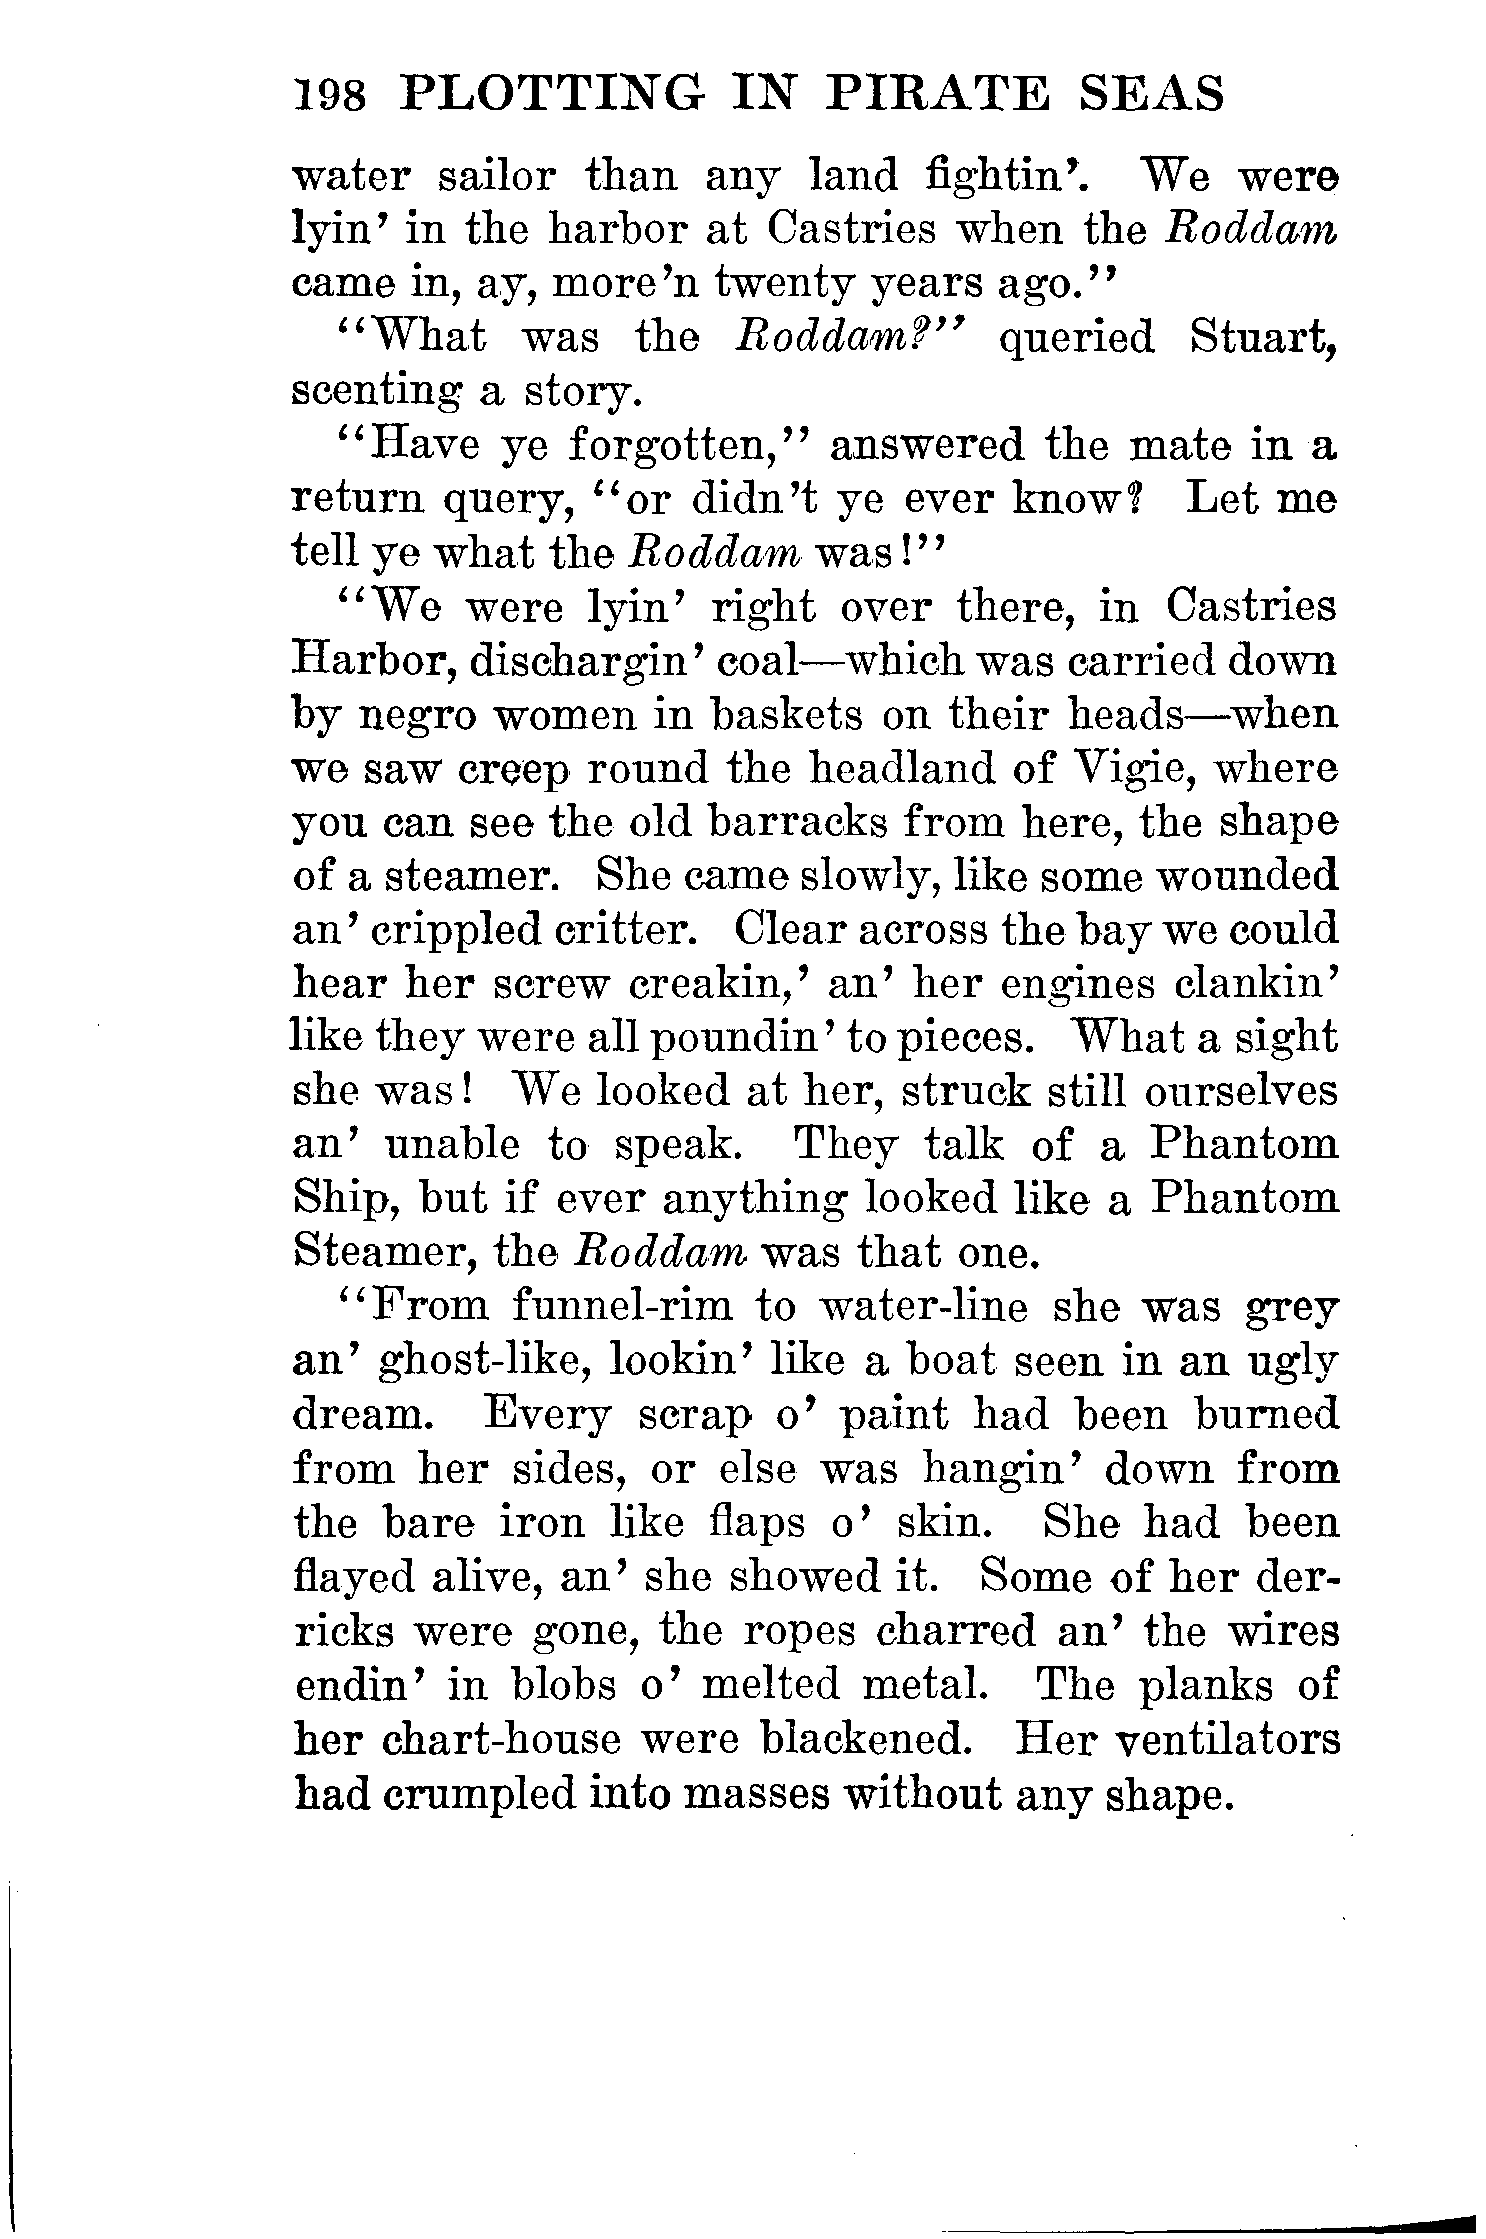 198 PLOTTING IN PIRATE SEAS
water sailor than any land fightin’. We were
lyin’ in the harbor at Castries when the Roddam
came in, ay, more’n twenty years ago.”
“What was the Roddam?” queried Stuart,
scenting a story.
“Have ye forgotten,” answered the mate in a
return query, “or didn’t ye ever know? Let me
tell ye what the Roddam was!”
“We were lyin’ right over there, in Castries
Harbor, dischargin’ coal—which was carried down
by negro women in baskets on their heads—when
we saw creep round the headland of Vigie, where
you can see the old barracks from here, the shape
of a steamer. She came slowly, like some wounded
an’ crippled critter. Clear across the bay we could
hear her screw creakin,’ an’ her engines clankin’
like they were all poundin’ to pieces. What a sight
she was! We looked at her, struck still ourselves
an’ unable to speak. They talk of a Phantom
Ship, but if ever anything looked like a Phantom
Steamer, the Roddam was that one.
“From funnel-rim to water-line she was grey
an’ ghost-like, lookin’ like a boat seen in an ugly
dream. Every scrap o’ paint had been burned
from her sides, or else was hangin’ down from
the bare iron like flaps o’ skin. She had been
flayed alive, an’ she showed it. Some of her der-
ricks were gone, the ropes charred an’ the wires
endin’ in blobs o’ melted metal. The planks of
her chart-house were blackened. Her ventilators
had crumpled into masses without any shape.